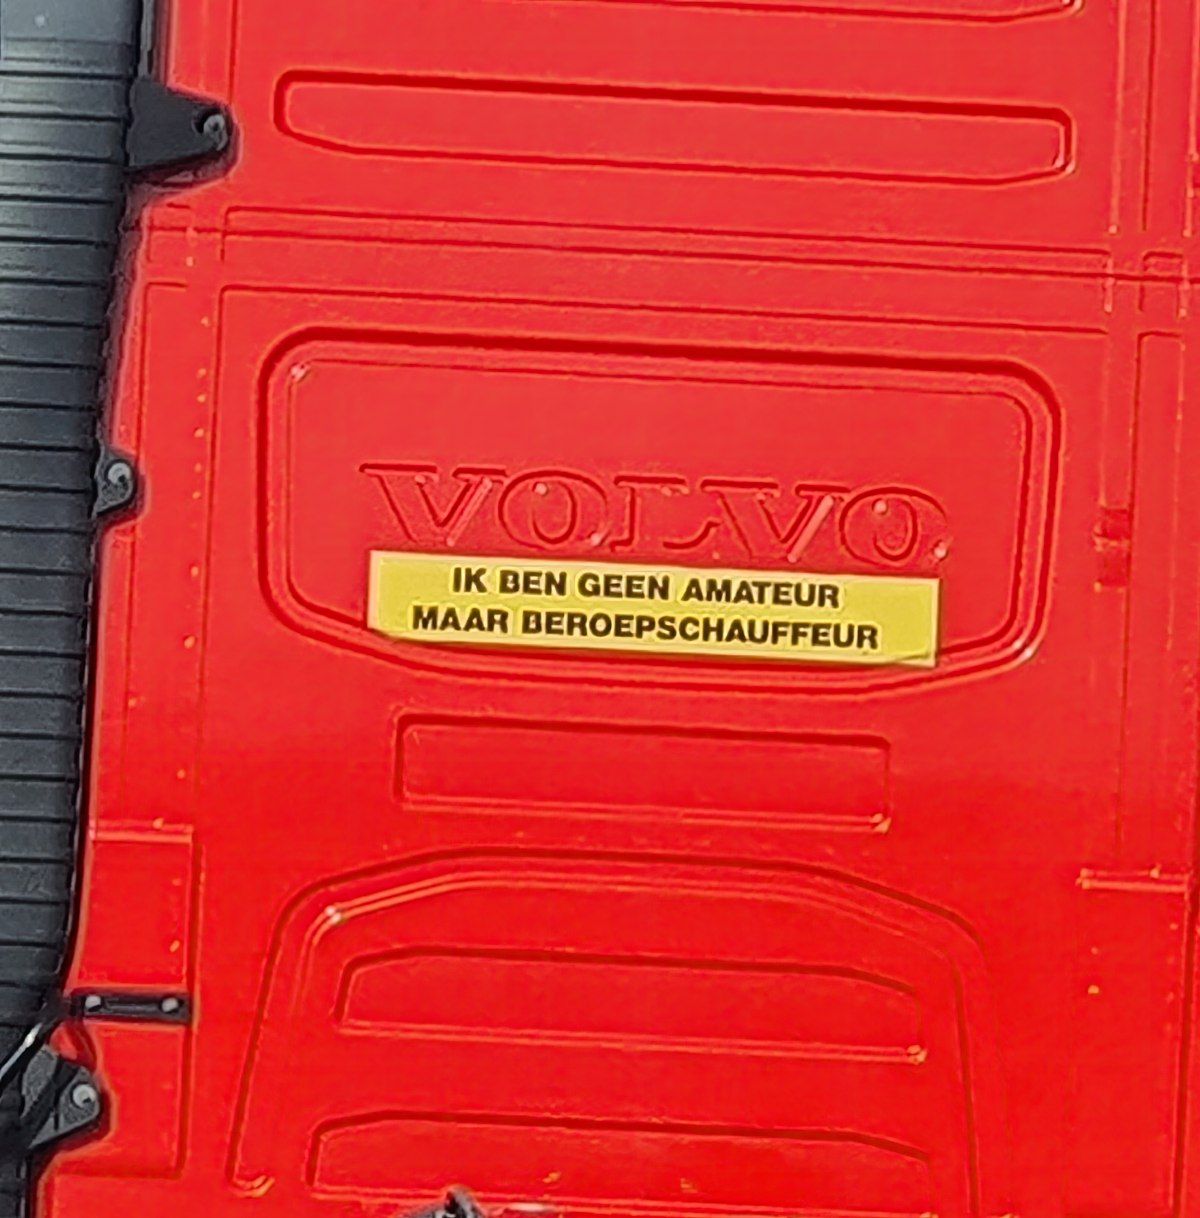 VOLVO
IK BEN GEEN AMATEUR
MAAR BEROEPSCHAUFFEUR